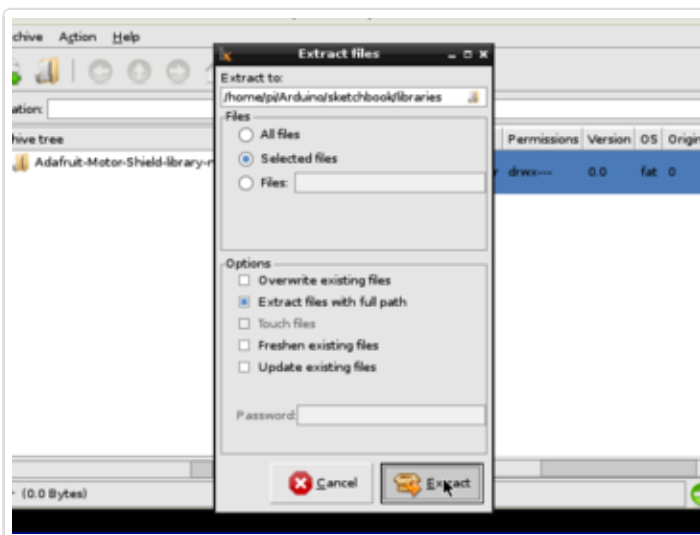 chive Action Help
Extract files
Extract to:
/home/pi/Arduino/sketchbook/libraries
ation:
Files
All files
hive tree
Permissions Version OS Origin
Selected files
Adafruit-Motor-Shield-library-
drwx--- 0.0 fat 0
Files:
Options
Overwrite existing files
Extract files with full path
Touch files
Freshen existing files
Update existing files
Password:
Cancel
Extract
(0.0 Bytes)